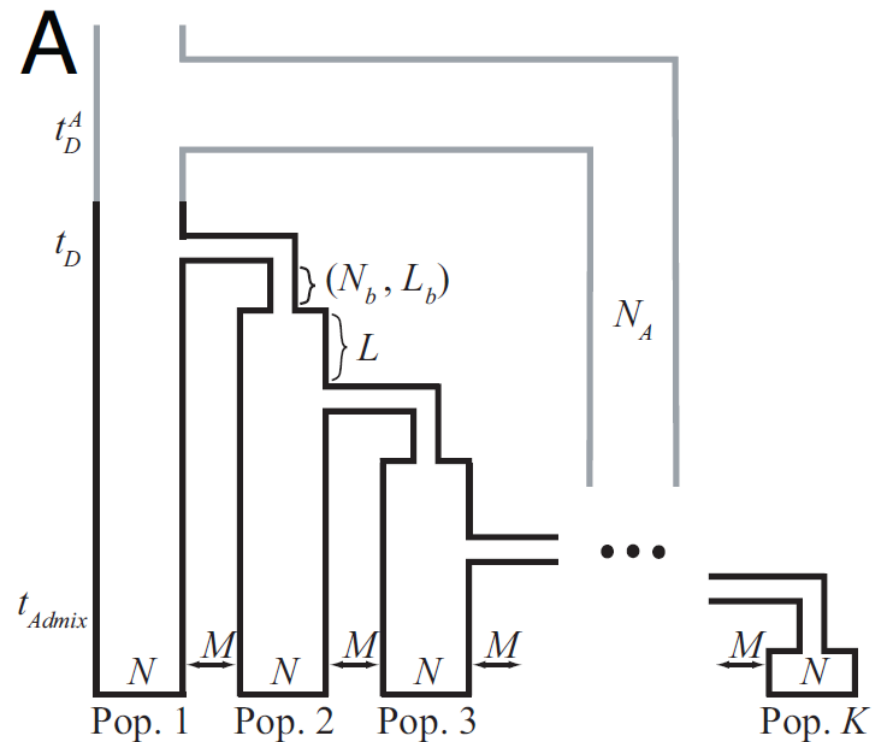 A
t_D^A
t_D
(N_b, L_b)
N_A
L
• • •
t_Admix
M M M M
N N N N
Pop. 1 Pop. 2 Pop. 3 Pop. K